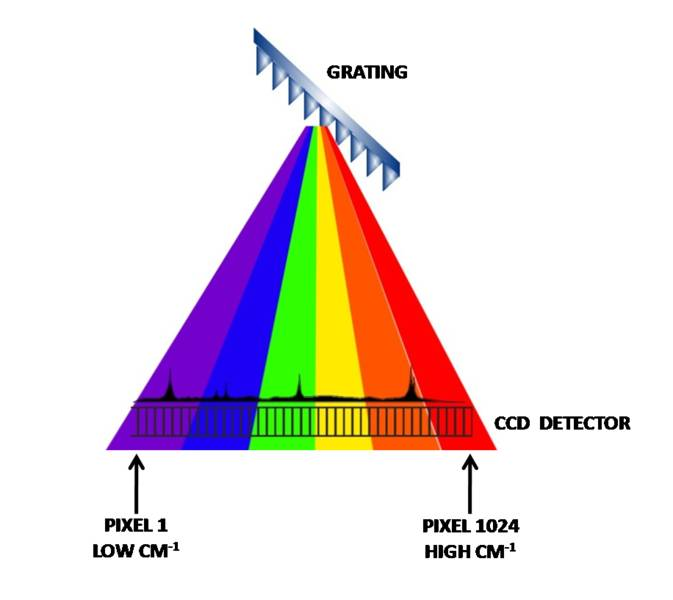 GRATING
CCD DETECTOR
PIXEL 1
LOW CM⁻¹
PIXEL 1024
HIGH CM⁻¹